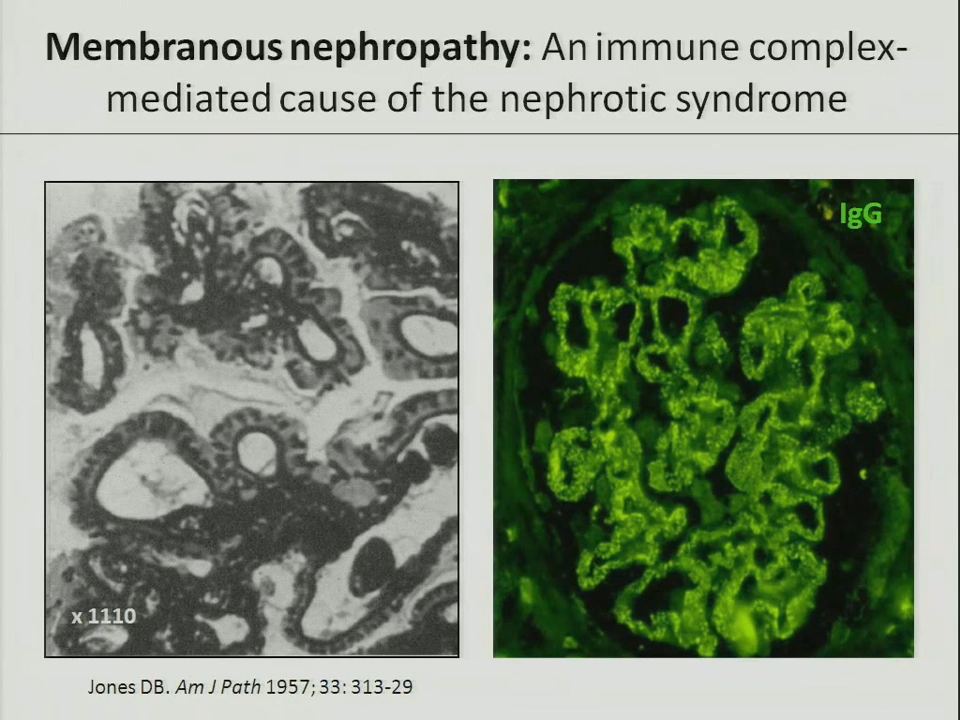 Membranous nephropathy: An immune complex-
mediated cause of the nephrotic syndrome
IgG
x 1110
Jones DB. Am J Path 1957; 33: 313-29